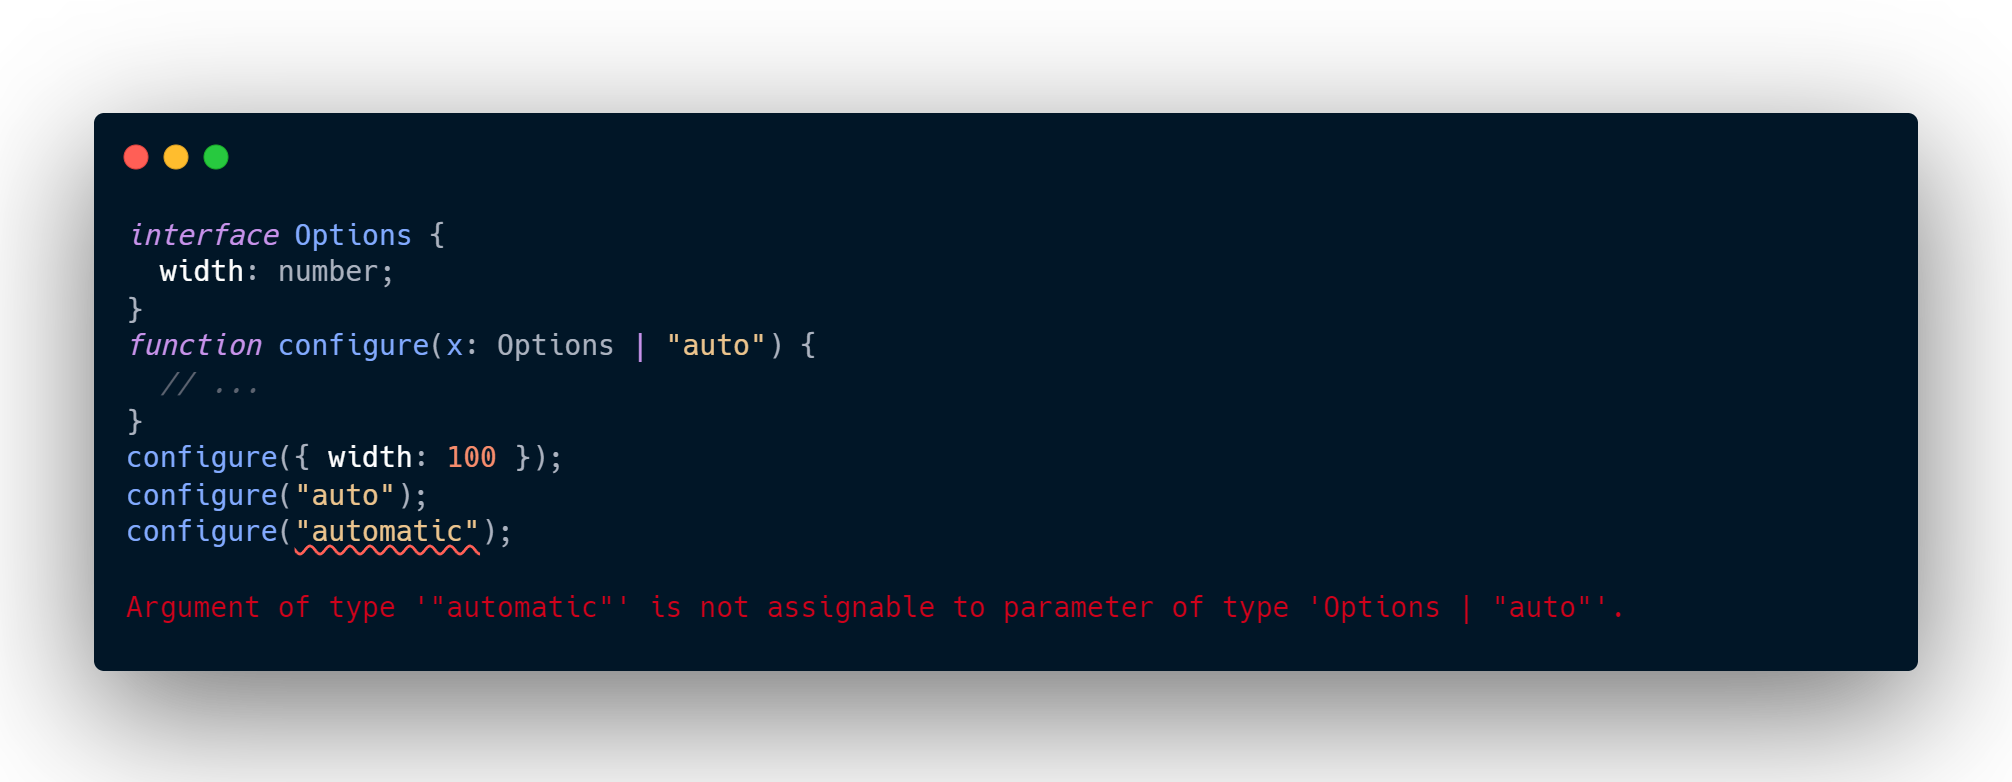 interface Options {
  width: number;
}
function configure(x: Options | "auto") {
  // ...
}
configure({ width: 100 });
configure("auto");
configure("automatic");
Argument of type '"automatic"' is not assignable to parameter of type 'Options | "auto"'.